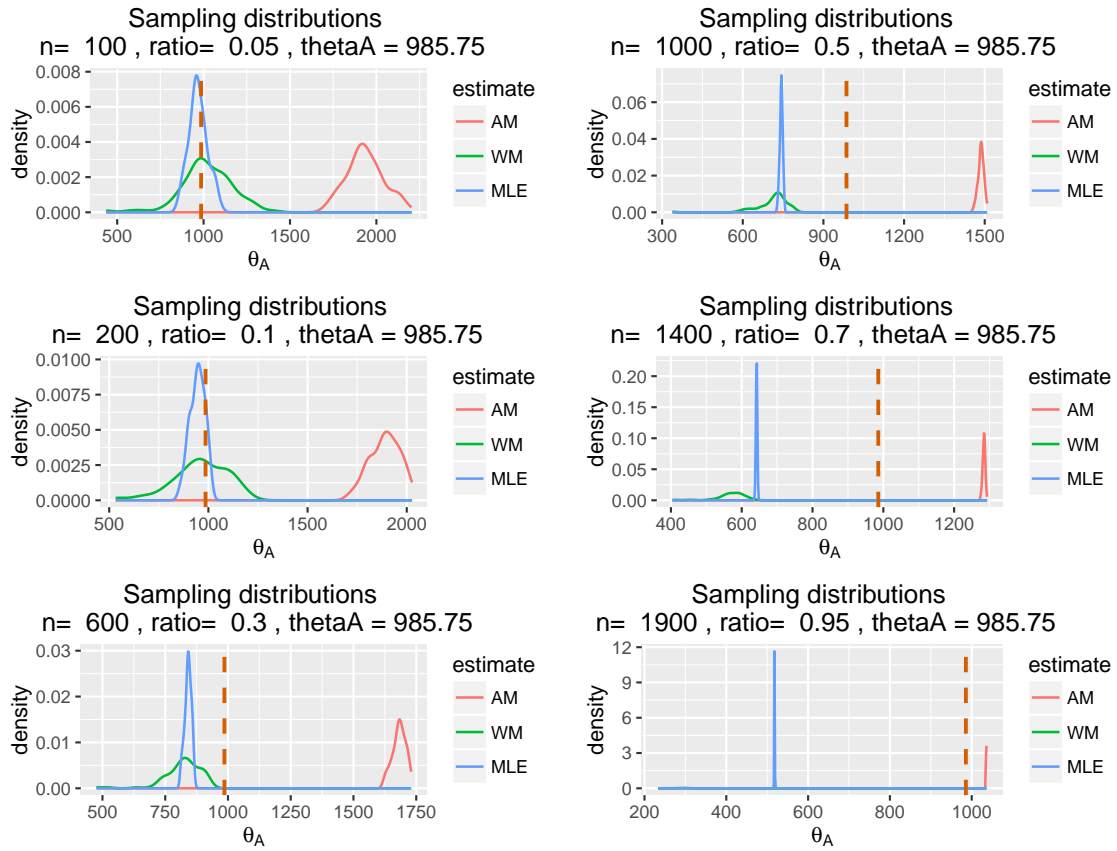 Sampling distributions
n= 100 , ratio= 0.05 , thetaA = 985.75
density
0.008
0.006
0.004
0.002
0.000
500
1000
1500
2000
θA
estimate
AM
WM
MLE
Sampling distributions
n= 1000 , ratio= 0.5 , thetaA = 985.75
density
0.06
0.04
0.02
0.00
300
600
900
1200
1500
θA
estimate
AM
WM
MLE
Sampling distributions
n= 200 , ratio= 0.1 , thetaA = 985.75
density
0.0100
0.0075
0.0050
0.0025
0.0000
500
1000
1500
2000
θA
estimate
AM
WM
MLE
Sampling distributions
n= 1400 , ratio= 0.7 , thetaA = 985.75
density
0.20
0.15
0.10
0.05
0.00
400
600
800
1000
1200
θA
estimate
AM
WM
MLE
Sampling distributions
n= 600 , ratio= 0.3 , thetaA = 985.75
density
0.03
0.02
0.01
0.00
500
750
1000
1250
1500
1750
θA
estimate
AM
WM
MLE
Sampling distributions
n= 1900 , ratio= 0.95 , thetaA = 985.75
density
12
9
6
3
0
200
400
600
800
1000
θA
estimate
AM
WM
MLE